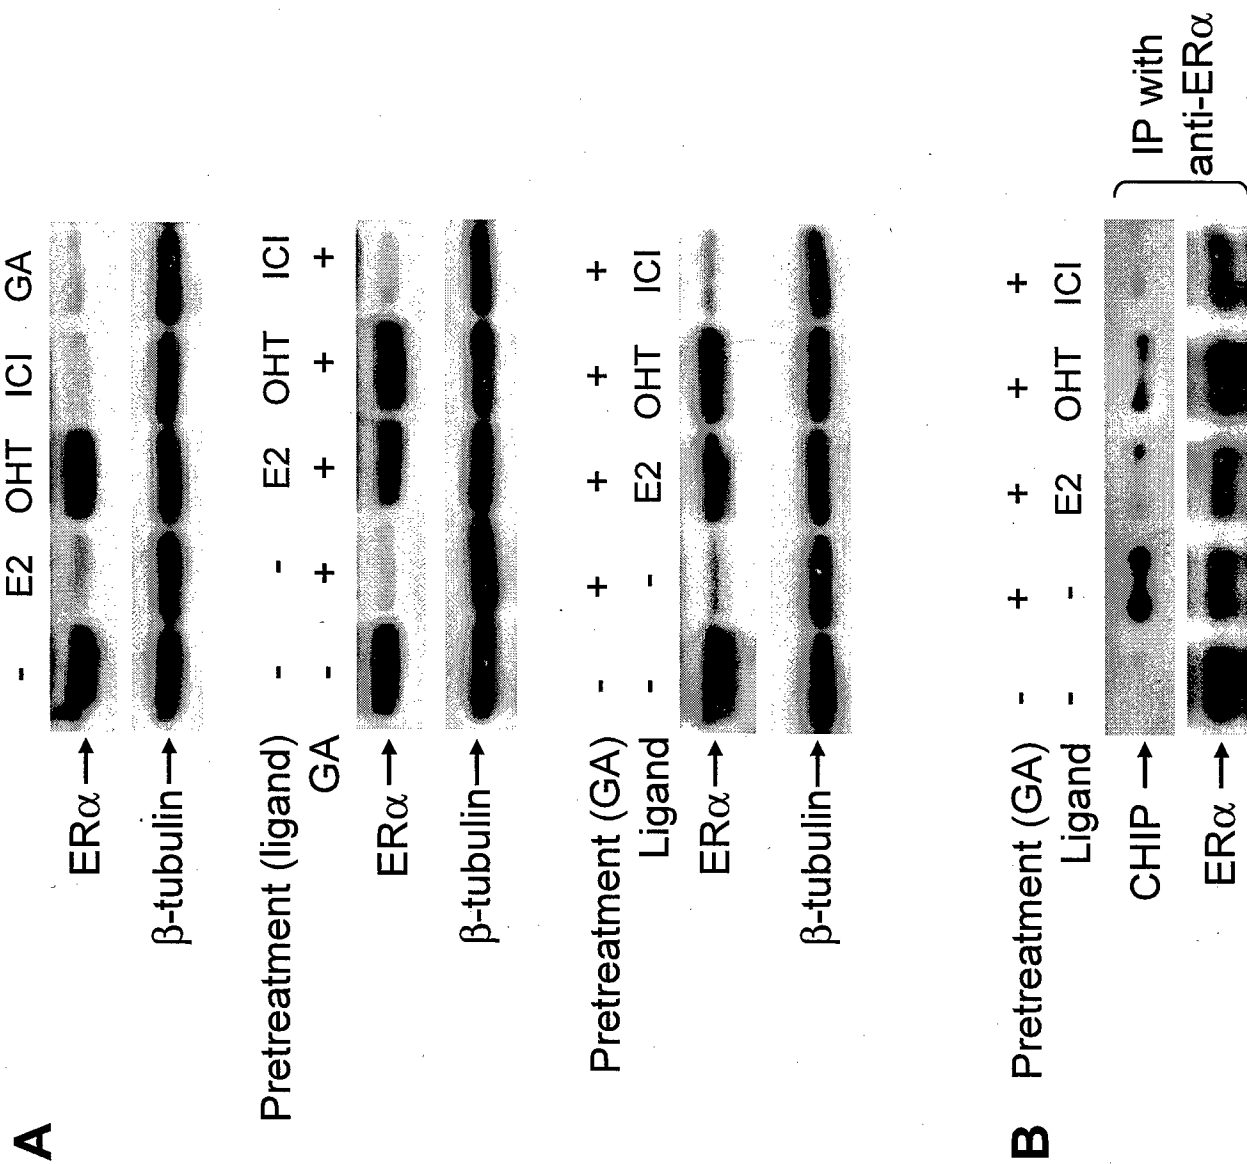 A
- E2 OHT ICI GA
ERα
β-tubulin
Pretreatment (ligand) - - E2 OHT ICI
GA - + + + +
ERα
β-tubulin
Pretreatment (GA) - + + + +
Ligand - - E2 OHT ICI
ERα
β-tubulin
B
Pretreatment (GA) - + + + +
Ligand - - E2 OHT ICI
CHIP
ERα
IP with
anti-ERα